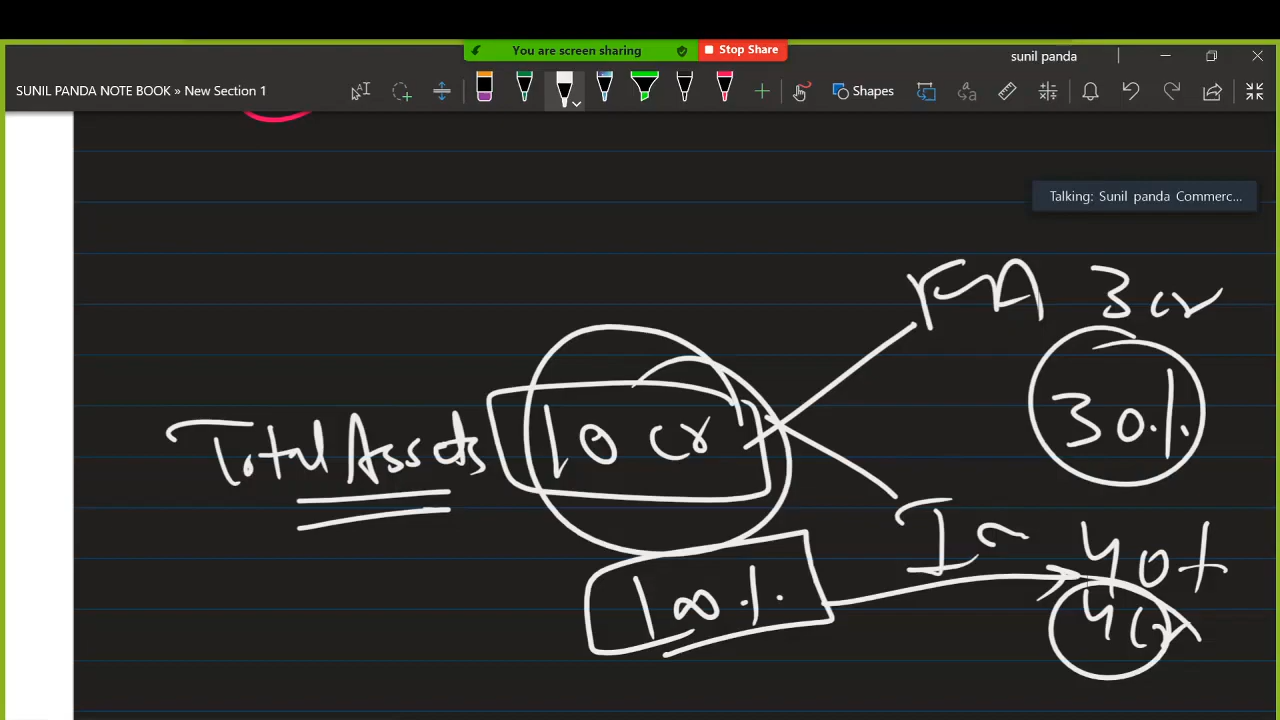 You are screen sharing
Stop Share
sunil panda
SUNIL PANDA NOTE BOOK » New Section 1
Shapes
Talking: Sunil panda Commerc...
FA 3 cr
30%
Total Assets 10 cr
40%
4 cr
100%